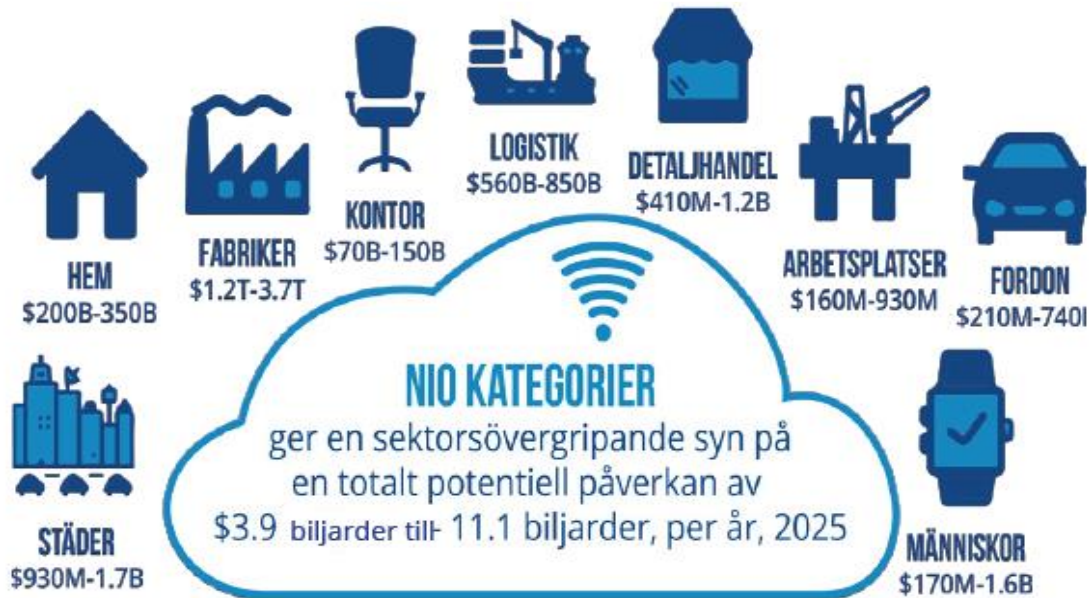 LOGISTIK
$560B-850B
DETALJHANDEL
$410M-1.2B
KONTOR
$70B-150B
FABRIKER
$1.2T-3.7T
ARBETSPLATSER
$160M-930M
HEM
$200B-350B
FORDON
$210M-740
NIO KATEGORIER
ger en sektorsövergripande syn på
en totalt potentiell påverkan av
$3.9 biljarder till 11.1 biljarder, per år, 2025
STÄDER
$930M-1.7B
MÄNNISKOR
$170M-1.6B